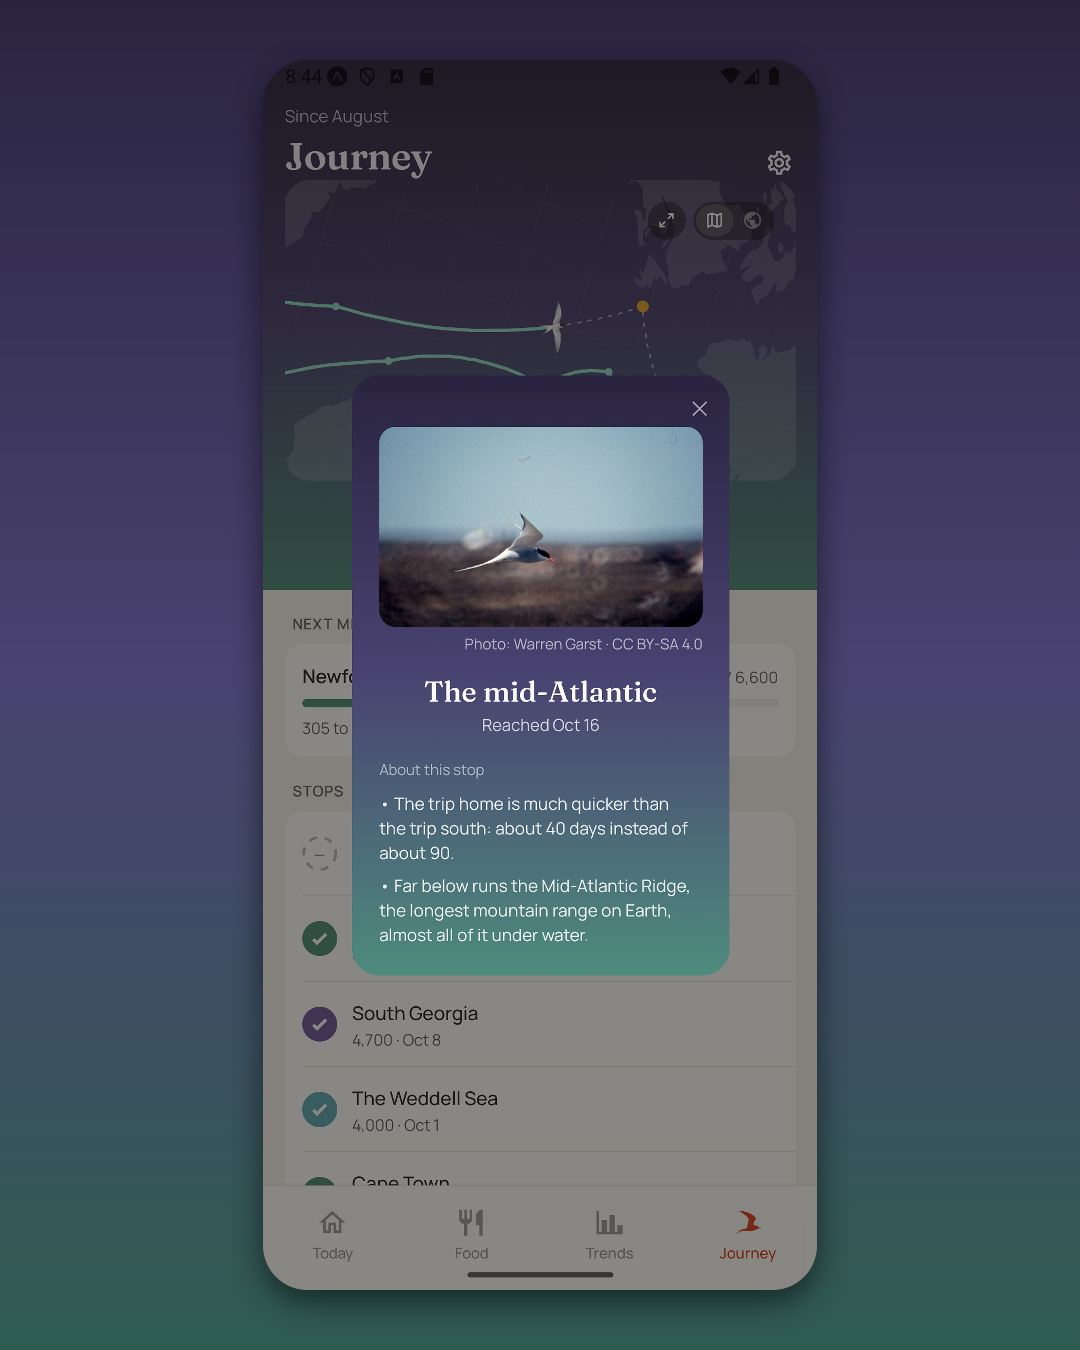 8:44
Since August
Journey
Photo: Warren Garst · CC BY-SA 4.0
The mid-Atlantic
Reached Oct 16
About this stop
• The trip home is much quicker than
the trip south: about 40 days instead of
about 90.
• Far below runs the Mid-Atlantic Ridge,
the longest mountain range on Earth,
almost all of it under water.
NEXT
/ 6,600
305 to
STOPS
South Georgia
4,700 · Oct 8
The Weddell Sea
4,000 · Oct 1
Cape Town
Today
Food
Trends
Journey